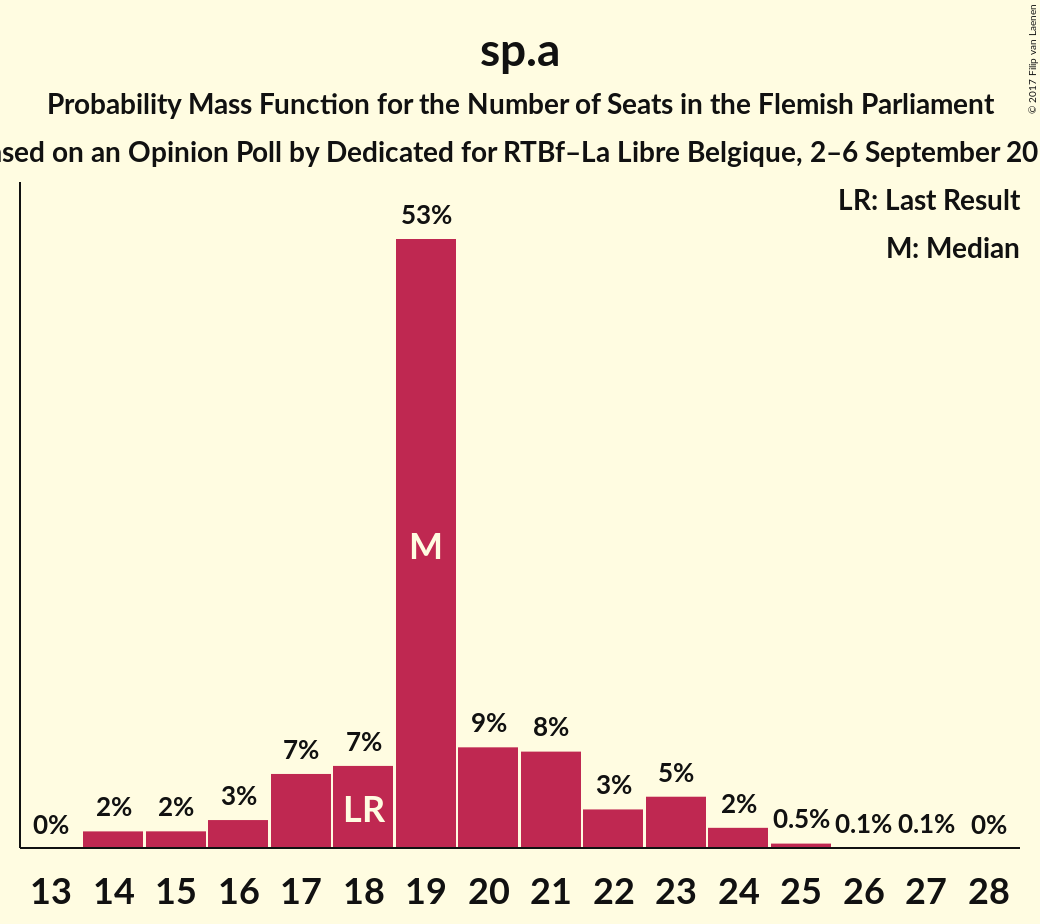 sp.a
Probability Mass Function for the Number of Seats in the Flemish Parliament
on an Opinion Poll by Dedicated for RTBf–La Libre Belgique, 2–6 September
LR: Last Result
M: Median
© 2017 Filip van Laenen
0% 2% 2% 3% 7% 7% 53% 9% 8% 3% 5% 2% 0.5% 0.1% 0.1% 0%
M
LR
13 14 15 16 17 18 19 20 21 22 23 24 25 26 27 28